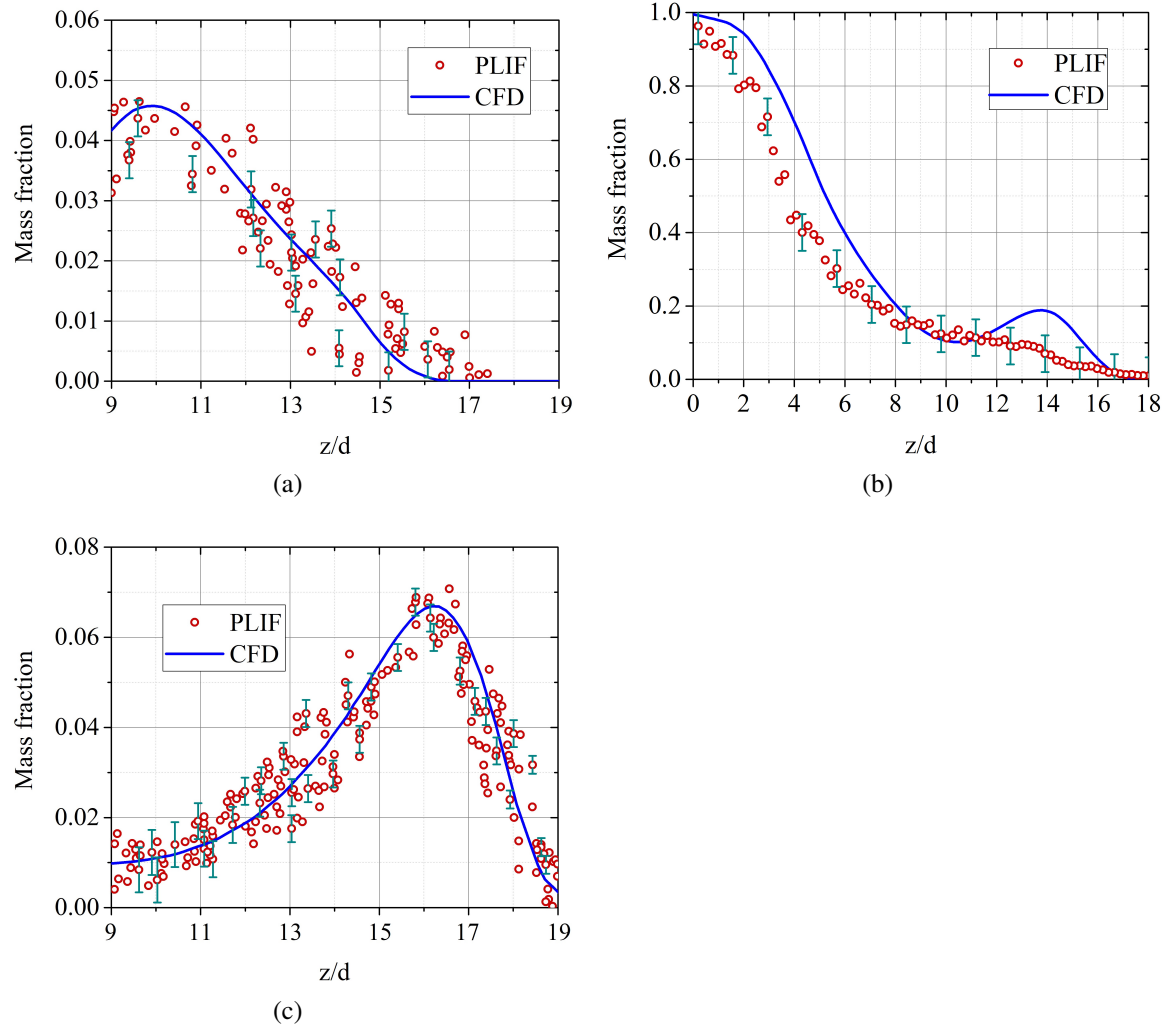 0.06
0.05
0.04
0.03
0.02
0.01
0.00
Mass fraction
PLIF
CFD
9 11 13 15 17 19
z/d
(a)
1.0
0.8
0.6
0.4
0.2
0.0
Mass fraction
PLIF
CFD
0 2 4 6 8 10 12 14 16 18
z/d
(b)
0.08
0.06
0.04
0.02
0.00
Mass fraction
PLIF
CFD
9 11 13 15 17 19
z/d
(c)